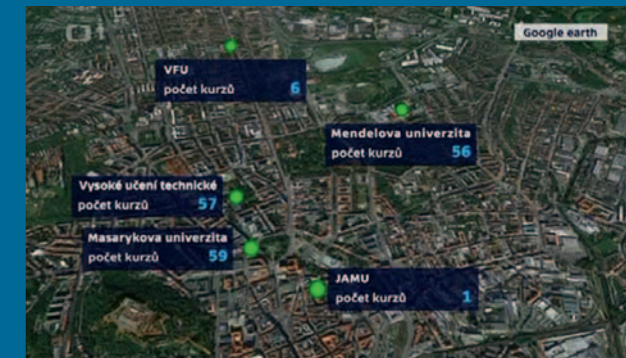 Google earth
VFU
počet kurzů 6
Mendelova univerzita
počet kurzů 56
Vysoké učení technické
počet kurzů 57
Masarykova univerzita
počet kurzů 59
JAMU
počet kurzů 1